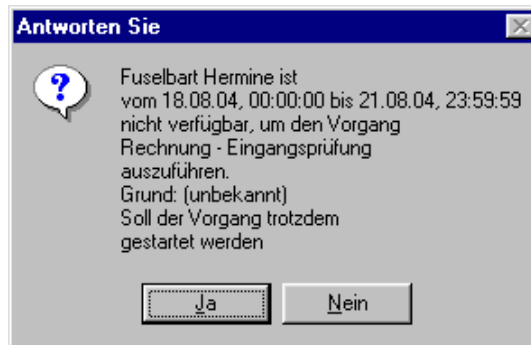 Antworten Sie
Fuselbart Hermine ist
vom 18.08.04, 00:00:00 bis 21.08.04, 23:59:59
nicht verfügbar, um den Vorgang
Rechnung - Eingangsprüfung
auszuführen.
Grund: (unbekannt)
Soll der Vorgang trotzdem
gestartet werden
Ja
Nein